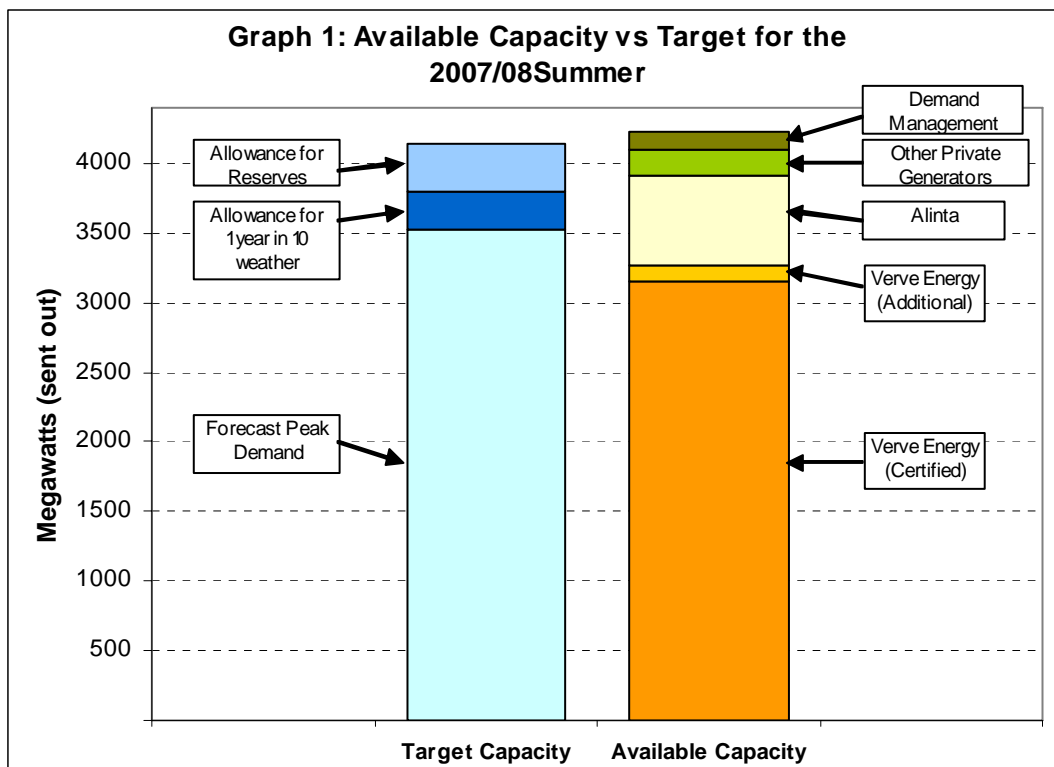 Graph 1: Available Capacity vs Target for the
2007/08Summer
Megawatts (sent out)
4000
3500
3000
2500
2000
1500
1000
500
Allowance for
Reserves
Allowance for
1year in 10
weather
Forecast Peak
Demand
Demand
Management
Other Private
Generators
Alinta
Verve Energy
(Additional)
Verve Energy
(Certified)
Target Capacity
Available Capacity